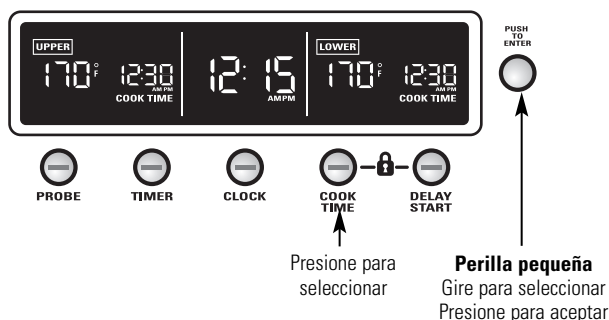 UPPER
170°F
12:30
AM PM
COOK TIME
12:15
AM PM
LOWER
170°F
12:30
AM PM
COOK TIME
PUSH
TO
ENTER
PROBE
TIMER
CLOCK
COOK
TIME
DELAY
START
Presione para
seleccionar
Perilla pequeña
Gire para seleccionar
Presione para aceptar